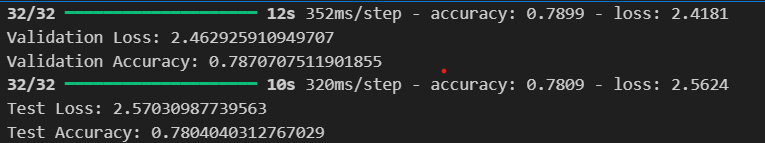 32/32 ━━━━━━━━━━━━━━━━━━━━ 12s 352ms/step - accuracy: 0.7899 - loss: 2.4181
Validation Loss: 2.462925910949707
Validation Accuracy: 0.7870707511901855
32/32 ━━━━━━━━━━━━━━━━━━━━ 10s 320ms/step - accuracy: 0.7809 - loss: 2.5624
Test Loss: 2.57030987739563
Test Accuracy: 0.7804040312767029